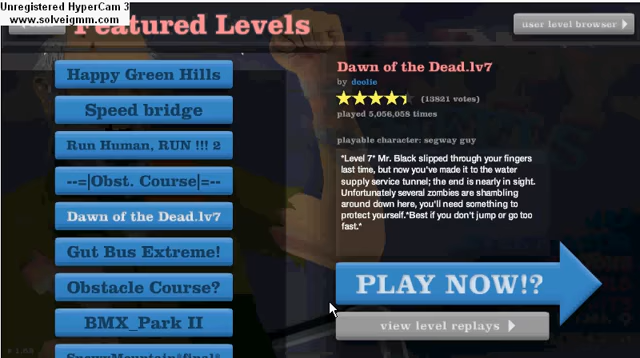 Unregistered HyperCam 3
www.solveigmm.com
Featured Levels
user level browser
Happy Green Hills
Speed bridge
Run Human, RUN !!! 2
--=|Obst. Course|=--
Dawn of the Dead.lv7
Gut Bus Extreme!
Obstacle Course?
BMX_Park II
SnowyMountain*final*
Dawn of the Dead.lv7
by doolie
(13821 votes)
played 5,056,058 times
playable character: segway guy
*Level 7* Mr. Black slipped through your fingers
last time, but now you've made it to the water
supply service tunnel; the end is nearly in sight.
Unfortunately several zombies are shambling
around down here, you'll need something to
protect yourself.*Best if you don't jump or go too
fast.*
PLAY NOW!?
view level replays